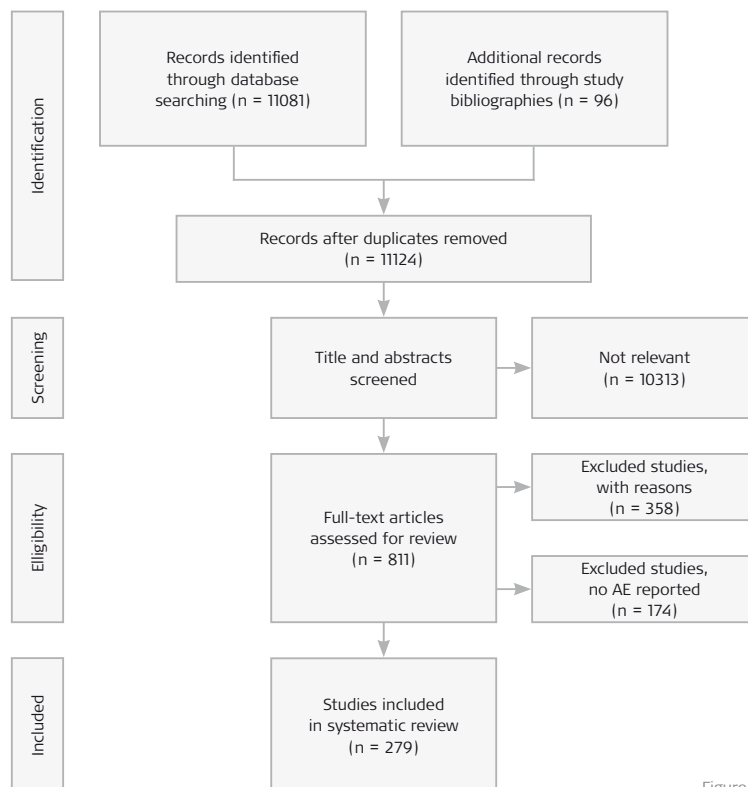 Identification
Records identified
through database
searching (n = 11081)
Additional records
identified through study
bibliographies (n = 96)
Records after duplicates removed
(n = 11124)
Screening
Title and abstracts
screened
Not relevant
(n = 10313)
Elligibility
Full-text articles
assessed for review
(n = 811)
Excluded studies,
with reasons
(n = 358)
Excluded studies,
no AE reported
(n = 174)
Included
Studies included
in systematic review
(n = 279)
Figure